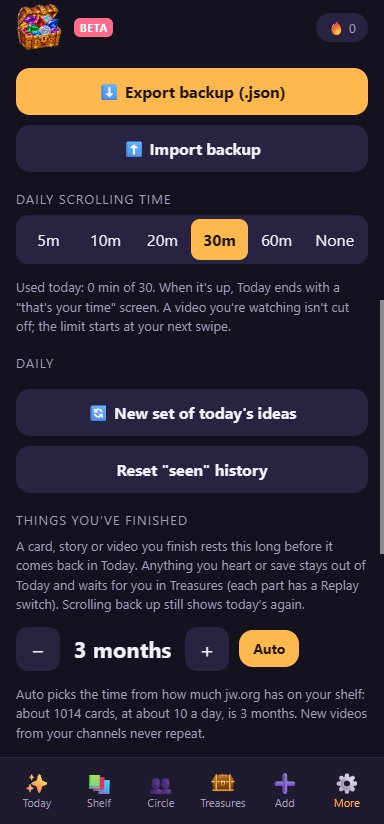 BETA
0
Export backup (.json)
Import backup
DAILY SCROLLING TIME
5m 10m 20m 30m 60m None
Used today: 0 min of 30. When it's up, Today ends with a
"that's your time" screen. A video you're watching isn't cut
off; the limit starts at your next swipe.
DAILY
New set of today's ideas
Reset "seen" history
THINGS YOU’VE FINISHED
A card, story or video you finish rests this long before it
comes back in Today. Anything you heart or save stays out of
Today and waits for you in Treasures (each part has a Replay
switch). Scrolling back up still shows today’s again.
− 3 months + Auto
Auto picks the time from how much jw.org has on your shelf:
about 1014 cards, at about 10 a day, is 3 months. New videos
from your channels never repeat.
Today Shelf Circle Treasures Add More